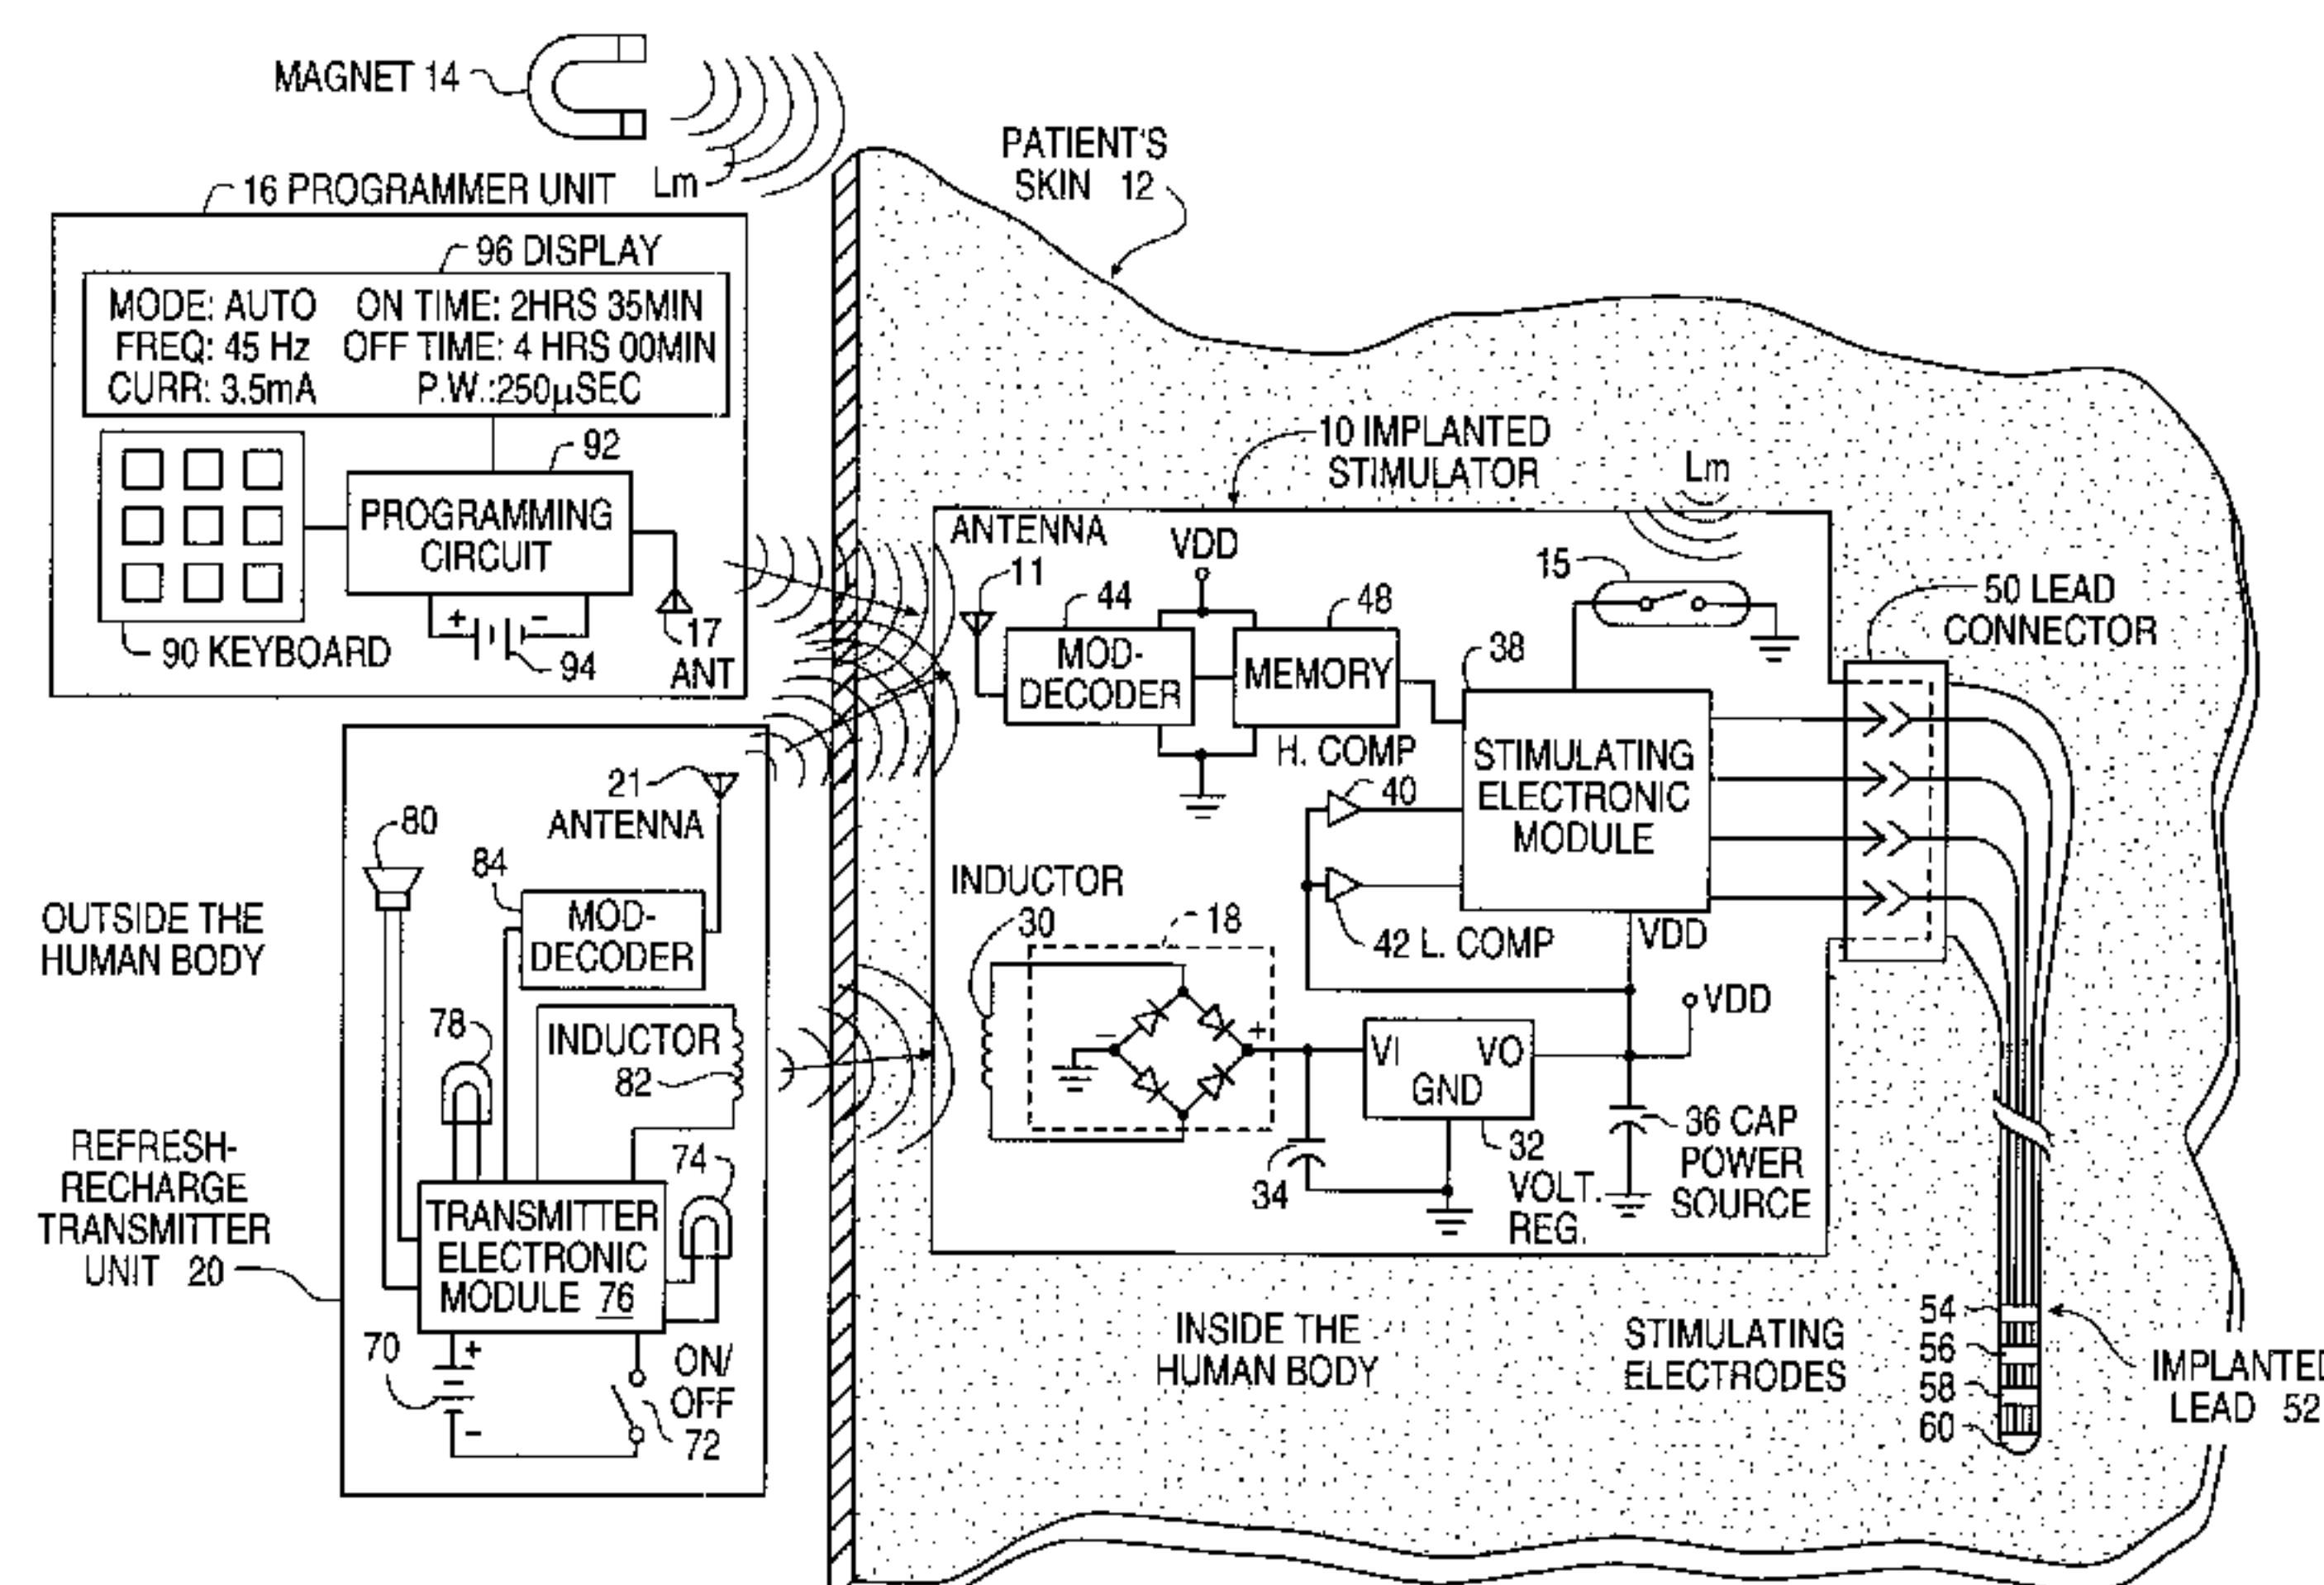 MAGNET 14
Lm
16 PROGRAMMER UNIT
96 DISPLAY
MODE: AUTO ON TIME: 2HRS 35MIN
FREQ: 45 Hz OFF TIME: 4 HRS 00MIN
CURR: 3.5mA P.W.:250µSEC
92
PROGRAMMING
CIRCUIT
+ -
94
90 KEYBOARD
17
ANT
PATIENT'S
SKIN 12
10 IMPLANTED
STIMULATOR
Lm
ANTENNA
11
VDD
44
MOD-
DECODER
48
MEMORY
15
38
STIMULATING
ELECTRONIC
MODULE
50 LEAD
CONNECTOR
H. COMP
40
42 L. COMP
VDD
INDUCTOR
30
18
- +
VI VO
GND
VDD
34
32
VOLT.
REG.
36 CAP
POWER
SOURCE
OUTSIDE THE
HUMAN BODY
REFRESH-
RECHARGE
TRANSMITTER
UNIT 20
21
ANTENNA
80
84
MOD-
DECODER
78
INDUCTOR
82
74
TRANSMITTER
ELECTRONIC
MODULE 76
70
+
-
ON/
OFF
72
INSIDE THE
HUMAN BODY
STIMULATING
ELECTRODES
54
56
58
60
IMPLANTED
LEAD 52